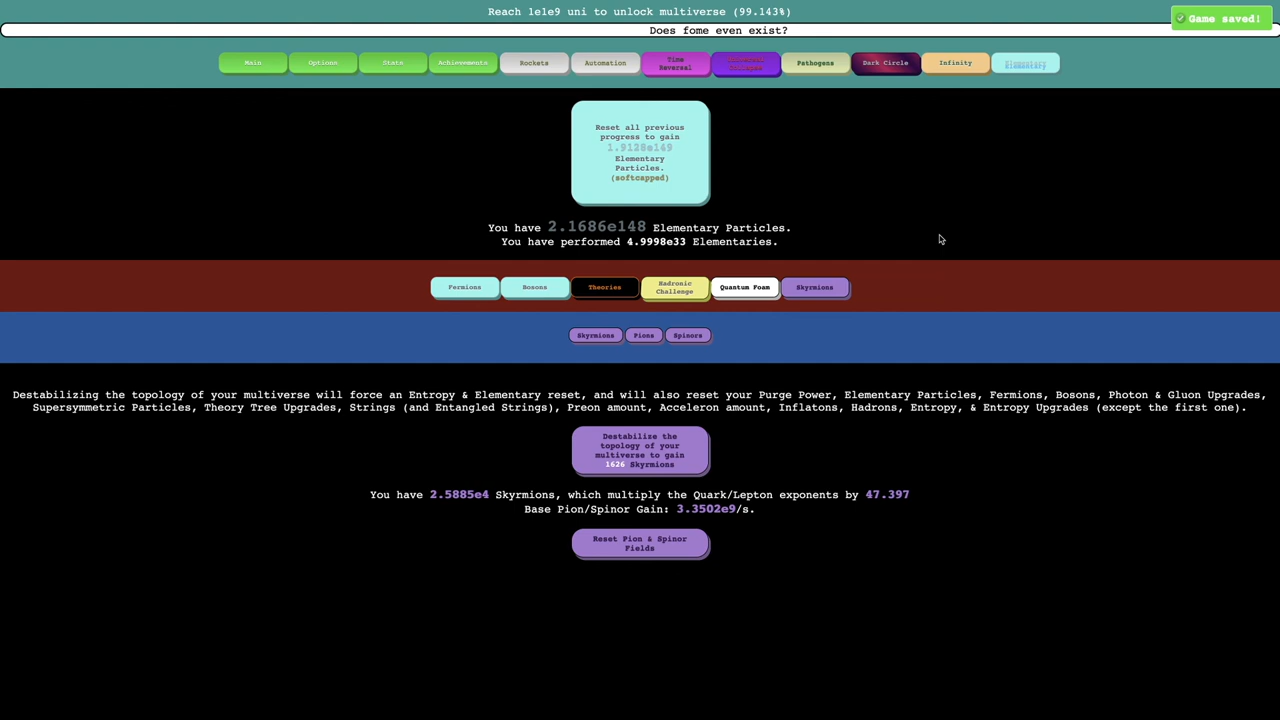 Reach 1e1e9 uni to unlock multiverse (99.143%)
Game saved!
Does fome even exist?
Main
Options
Stats
Achievements
Rockets
Automation
Time
Reversal
Pathogens
Dark Circle
Infinity
Elementary
Reset all previous
progress to gain
1.9128e149
Elementary
Particles.
(softcapped)
You have 2.1686e148 Elementary Particles.
You have performed 4.9998e33 Elementaries.
Fermions
Bosons
Theories
Hadronic
Challenge
Quantum Foam
Skyrmions
Skyrmions
Pions
Spinors
Destabilizing the topology of your multiverse will force an Entropy & Elementary reset, and will also reset your Purge Power, Elementary Particles, Fermions, Bosons, Photon & Gluon Upgrades,
Supersymmetric Particles, Theory Tree Upgrades, Strings (and Entangled Strings), Preon amount, Acceleron amount, Inflatons, Hadrons, Entropy, & Entropy Upgrades (except the first one).
Destabilize the
topology of your
multiverse to gain
1626 Skyrmions
You have 2.5885e4 Skyrmions, which multiply the Quark/Lepton exponents by 47.397
Base Pion/Spinor Gain: 3.3502e9/s.
Reset Pion & Spinor
Fields